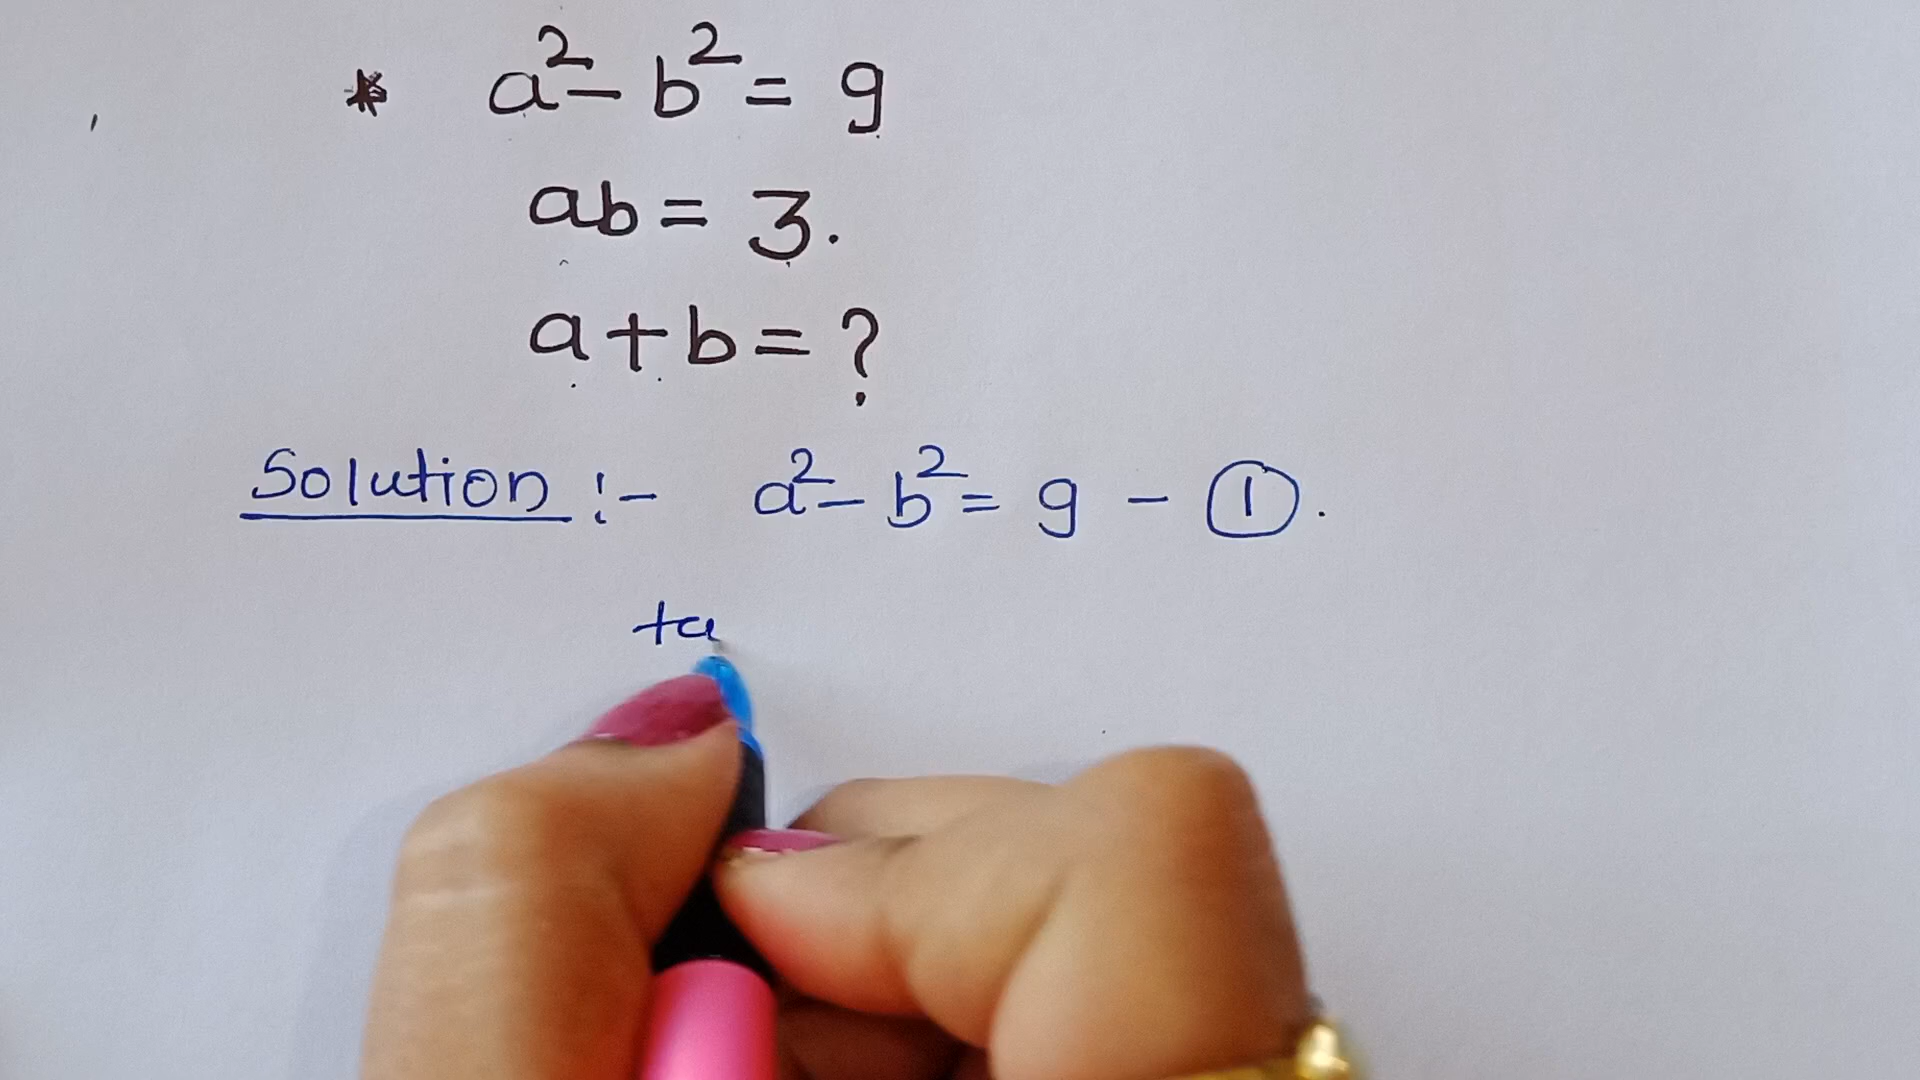 * a² - b² = 9
ab = 3.
a + b = ?
Solution :- a² - b² = 9 - ①.
ta